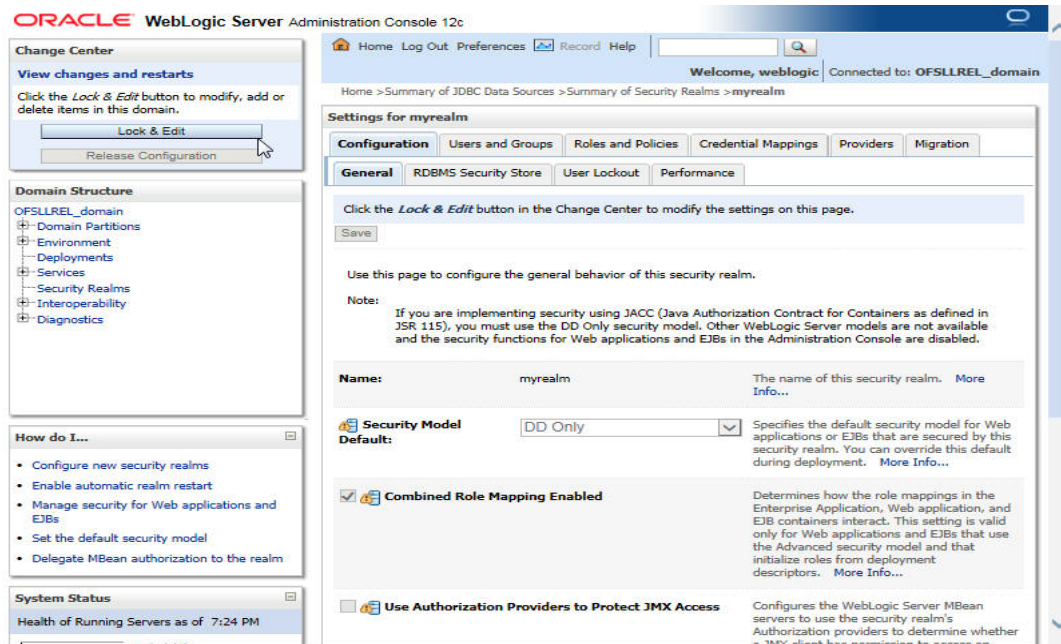 ORACLE WebLogic Server Administration Console 12c
Change Center
View changes and restarts
Click the Lock & Edit button to modify, add or
delete items in this domain.
Lock & Edit
Release Configuration
Domain Structure
OFSLLREL_domain
Domain Partitions
Environment
Deployments
Services
Security Realms
Interoperability
Diagnostics
How do I...
Configure new security realms
Enable automatic realm restart
Manage security for Web applications and
EJBs
Set the default security model
Delegate MBean authorization to the realm
System Status
Health of Running Servers as of 7:24 PM
Home Log Out Preferences Record Help
Welcome, weblogic Connected to: OFSLLREL_domain
Home >Summary of JDBC Data Sources >Summary of Security Realms >myrealm
Settings for myrealm
Configuration Users and Groups Roles and Policies Credential Mappings Providers Migration
General RDBMS Security Store User Lockout Performance
Click the Lock & Edit button in the Change Center to modify the settings on this page.
Save
Use this page to configure the general behavior of this security realm.
Note:
If you are implementing security using JACC (Java Authorization Contract for Containers as defined in
JSR 115), you must use the DD Only security model. Other WebLogic Server models are not available
and the security functions for Web applications and EJBs in the Administration Console are disabled.
Name: myrealm The name of this security realm. More
Info...
Security Model
Default:
DD Only
Specifies the default security model for Web
applications or EJBs that are secured by this
security realm. You can override this default
during deployment. More Info...
Combined Role Mapping Enabled
Determines how the role mappings in the
Enterprise Application, Web application, and
EJB containers interact. This setting is valid
only for Web applications and EJBs that use
the Advanced security model and that
initialize roles from deployment
descriptors. More Info...
Use Authorization Providers to Protect JMX Access
Configures the WebLogic Server MBean
servers to use the security realm's
Authorization providers to determine whether
a JMX client has permission to access an